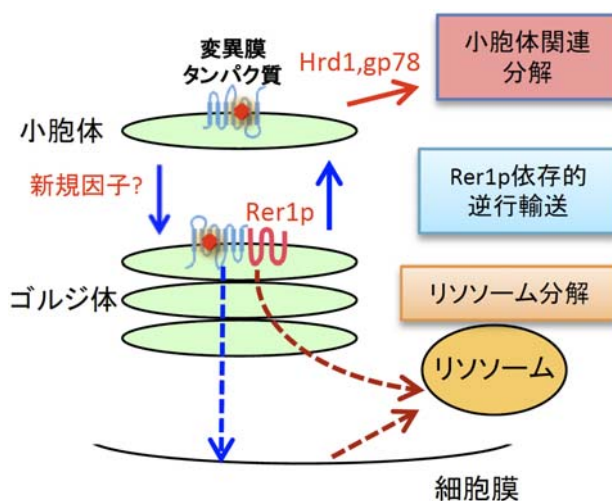 変異膜
タンパク質
Hrd1,gp78
小胞体関連
分解
小胞体
新規因子?
Rer1p
Rer1p依存的
逆行輸送
ゴルジ体
リソソーム分解
リソソーム
細胞膜